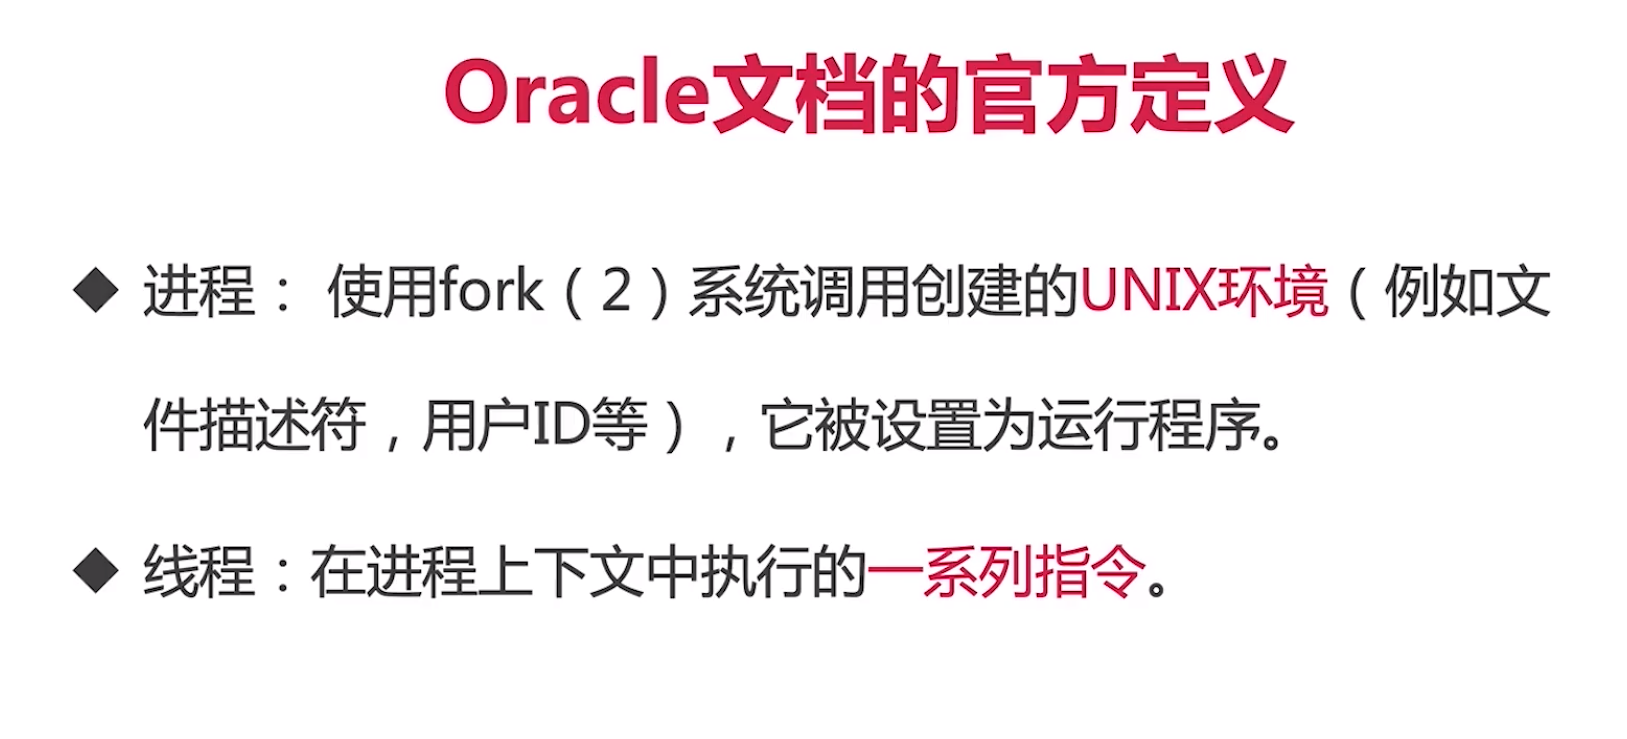 Oracle文档的官方定义
◆ 进程： 使用fork（2）系统调用创建的UNIX环境（例如文
件描述符，用户ID等），它被设置为运行程序。
◆ 线程：在进程上下文中执行的一系列指令。